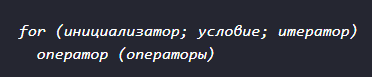 for (инициализатор; условие; итератор)
оператор (операторы)